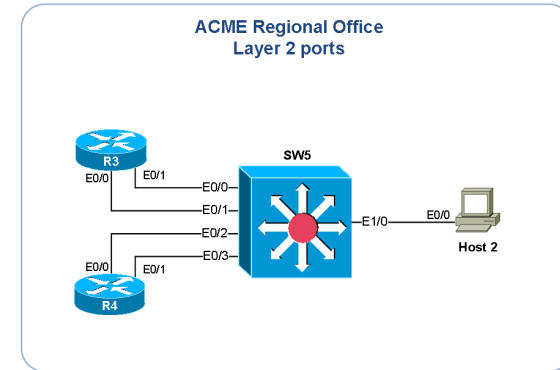 ACME Regional Office
Layer 2 ports
SW5
R3
E0/0
E0/1
E0/0
E0/1
E0/2
E0/3
E1/0
E0/0
Host 2
E0/0
E0/1
R4